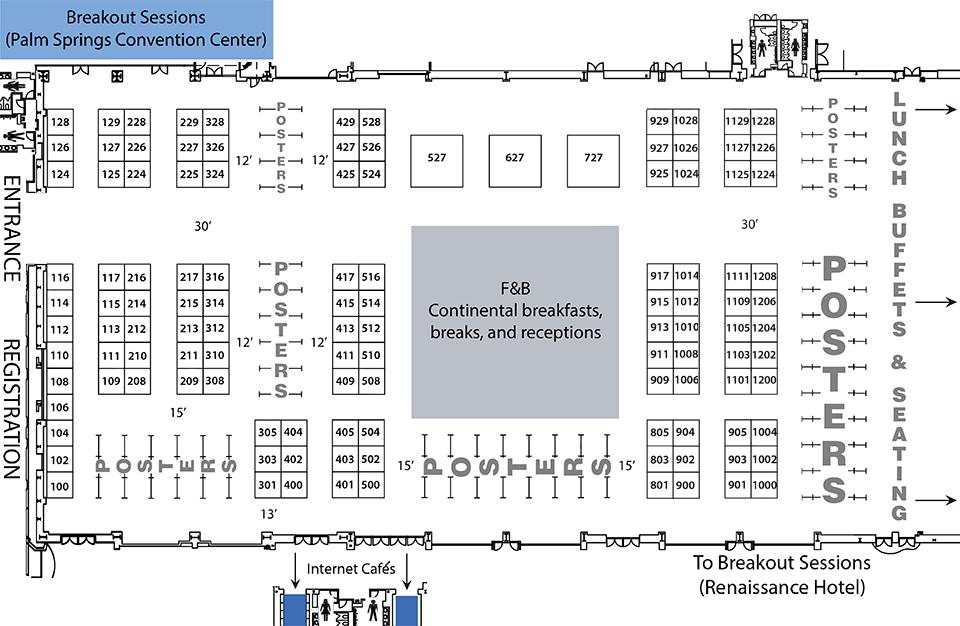 Breakout Sessions
(Palm Springs Convention Center)
128 129 228 229 328 POSTERS 429 528 929 1028 1129 1228 POSTERS
126 127 226 227 326 12′ 12′ 427 526 527 627 727 927 1026 1127 1226
124 125 224 225 324 425 524 925 1024 1125 1224
ENTRANCE
30′ 30′
LUNCH BUFFETS & SEATING
116 117 216 217 316 POSTERS 417 516 917 1014 1111 1208 POSTERS
114 115 214 215 314 415 514 915 1012 1109 1206
112 113 212 213 312 413 512 913 1010 1105 1204
110 111 210 211 310 12′ 12′ 411 510 911 1008 1103 1202
108 109 208 209 308 409 508 909 1006 1101 1200
F&B
Continental breakfasts,
breaks, and receptions
REGISTRATION
106
15′
104 305 404 405 504 805 904 905 1004
102 POSTERS 303 402 403 502 15′ POSTERS 15′ 803 902 903 1002
100 301 400 401 500 801 900 901 1000
13′
Internet Cafés
To Breakout Sessions
(Renaissance Hotel)